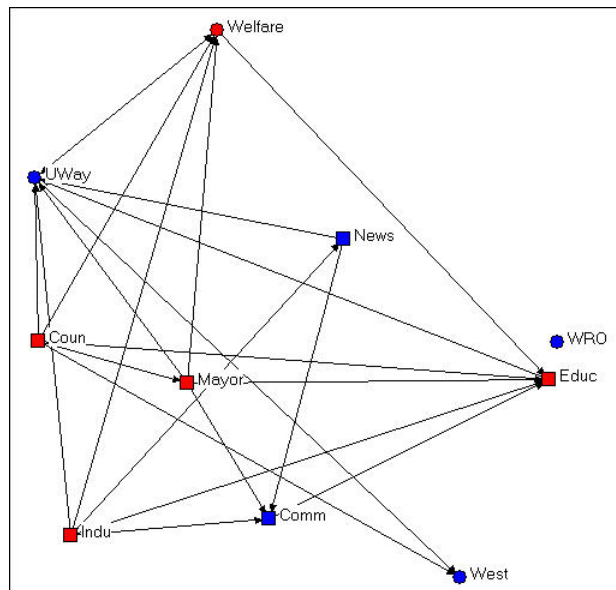 Welfare
UWay
News
Coun
WRO
Mayor
Educ
Comm
Indu
West